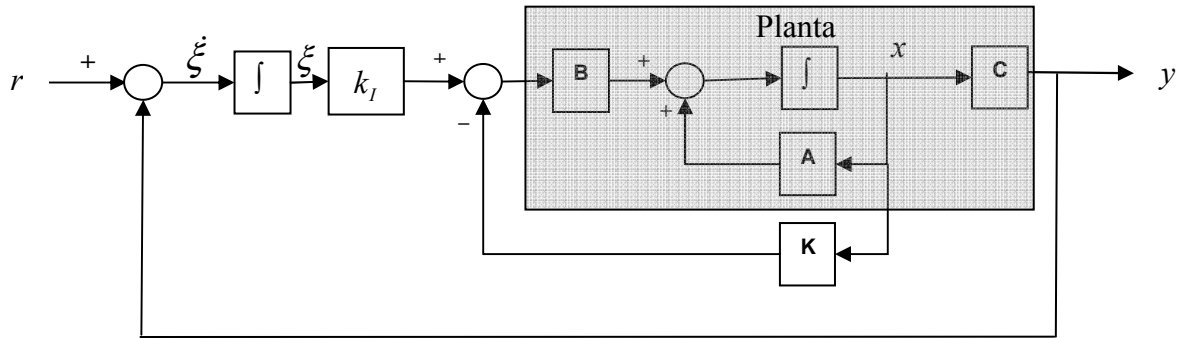 Planta
r + ξ̇ ∫ ξ k_I + B + ∫ x C y
−
+
A
K